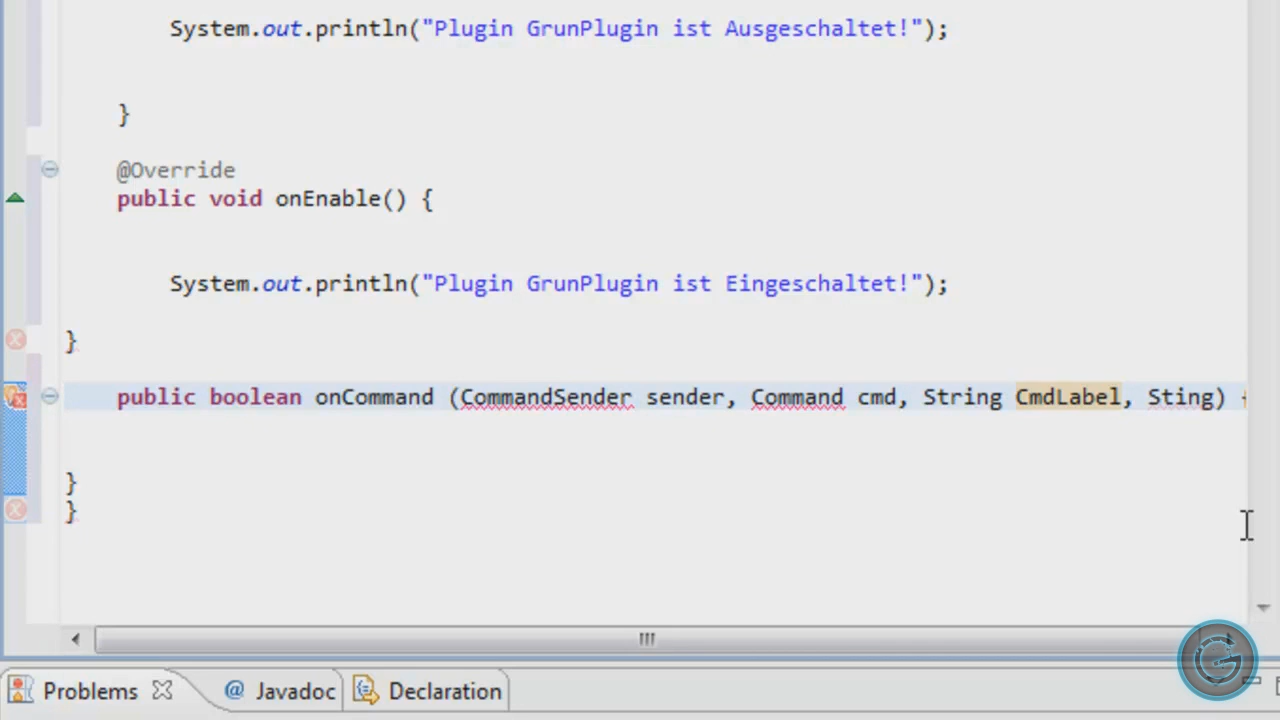 System.out.println("Plugin GrunPlugin ist Ausgeschaltet!");
}
@Override
public void onEnable() {
System.out.println("Plugin GrunPlugin ist Eingeschaltet!");
}
public boolean onCommand (CommandSender sender, Command cmd, String CmdLabel, Sting) {
}
}
Problems @ Javadoc Declaration